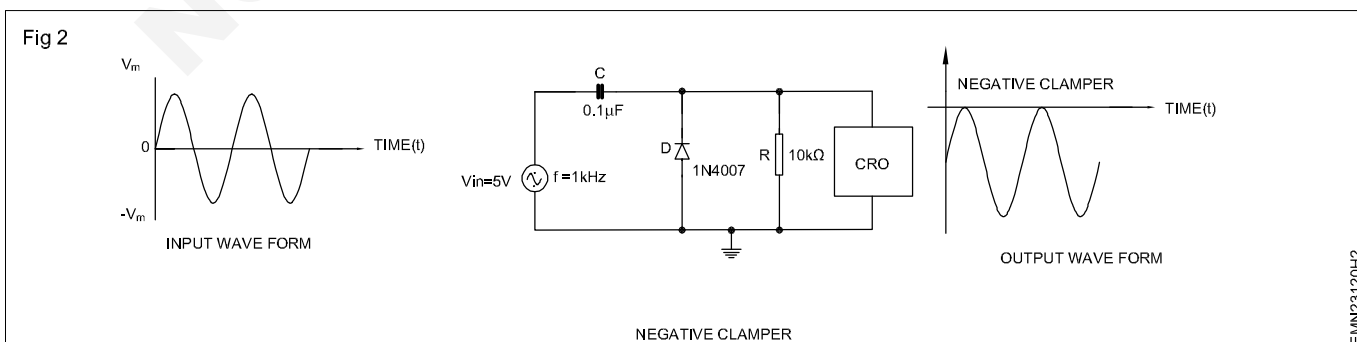 Fig 2
Vm
0
-Vm
TIME(t)
INPUT WAVE FORM
C
0.1µF
Vin=5V
f =1kHz
D
1N4007
R
10kΩ
CRO
NEGATIVE CLAMPER
TIME(t)
OUTPUT WAVE FORM
NEGATIVE CLAMPER